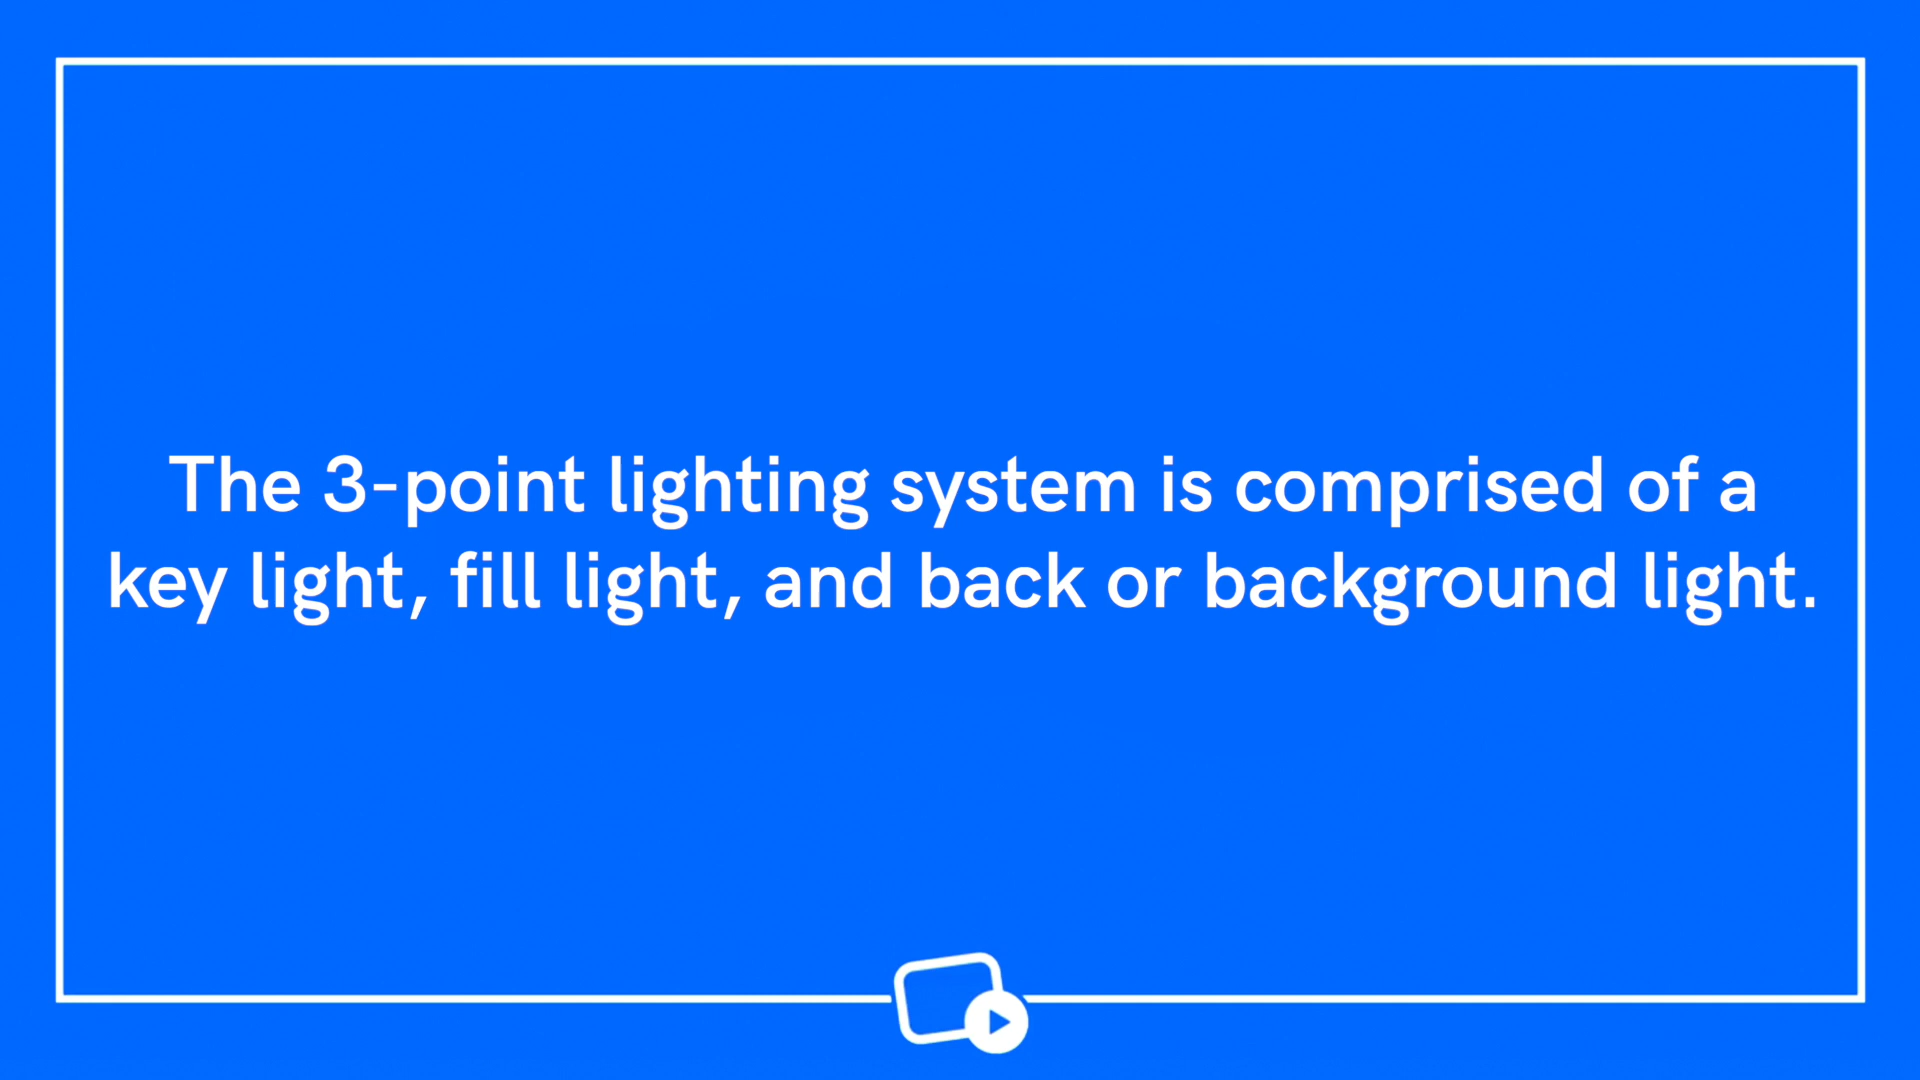 The 3-point lighting system is comprised of a
key light, fill light, and back or background light.